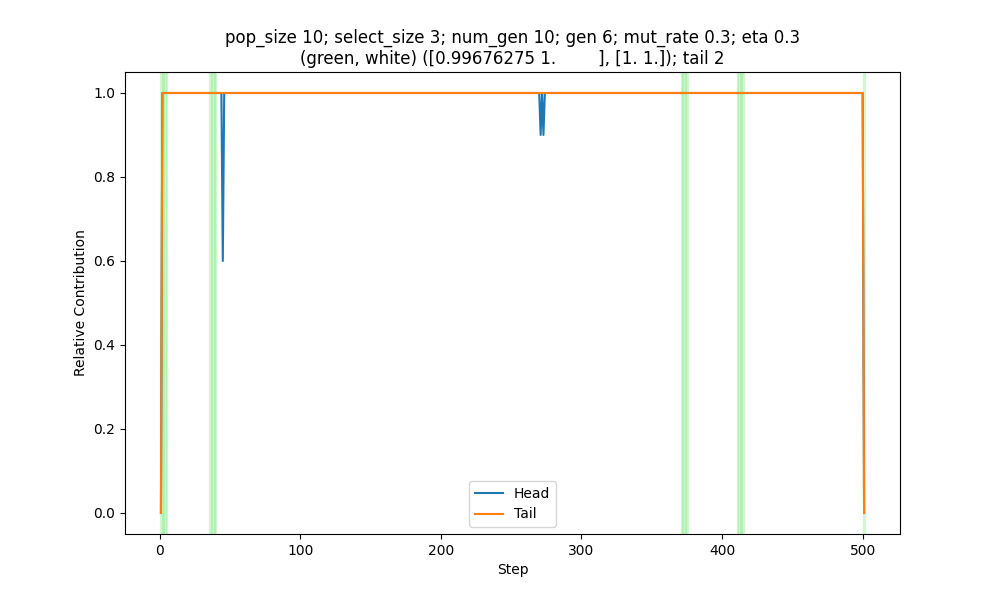 pop_size 10; select_size 3; num_gen 10; gen 6; mut_rate 0.3; eta 0.3
(green, white) ([0.99676275 1.        ], [1. 1.]); tail 2
1.0
0.8
0.6
0.4
0.2
0.0
Relative Contribution
Head
Tail
0 100 200 300 400 500
Step